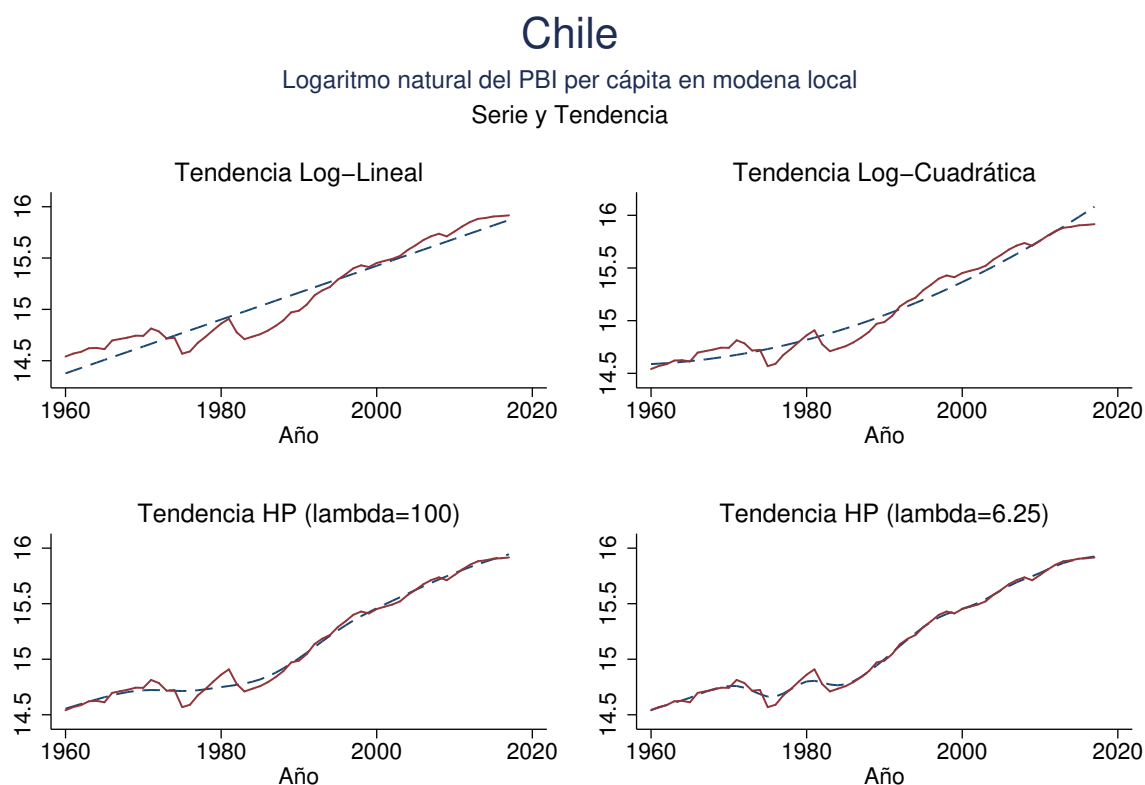 Chile
Logaritmo natural del PBI per cápita en modena local
Serie y Tendencia
Tendencia Log−Lineal
16
15.5
15
14.5
1960 1980 2000 2020
Año
Tendencia Log−Cuadrática
16
15.5
15
14.5
1960 1980 2000 2020
Año
Tendencia HP (lambda=100)
16
15.5
15
14.5
1960 1980 2000 2020
Año
Tendencia HP (lambda=6.25)
16
15.5
15
14.5
1960 1980 2000 2020
Año